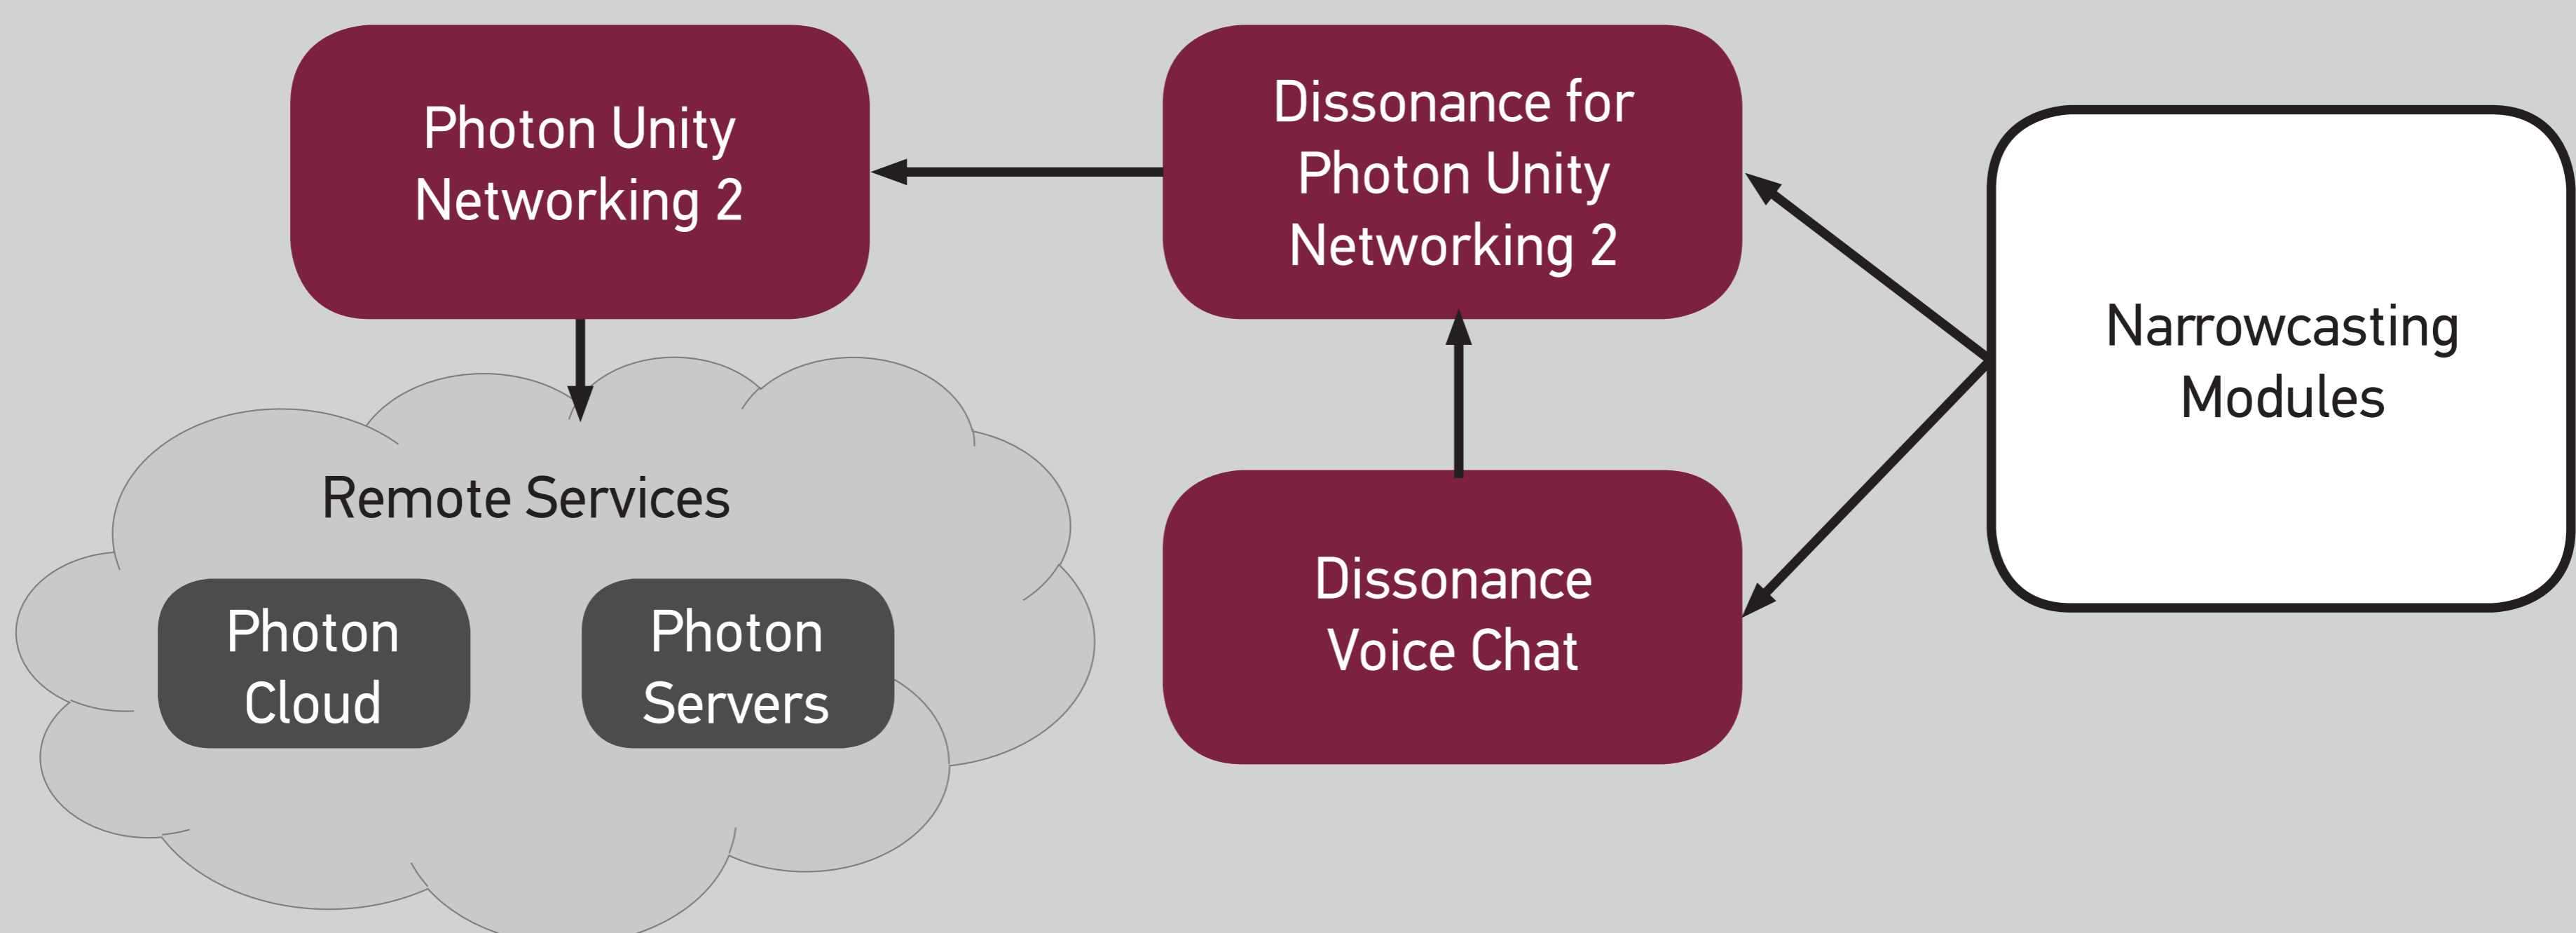 Photon Unity
Networking 2
Dissonance for
Photon Unity
Networking 2
Narrowcasting
Modules
Remote Services
Photon
Cloud
Photon
Servers
Dissonance
Voice Chat